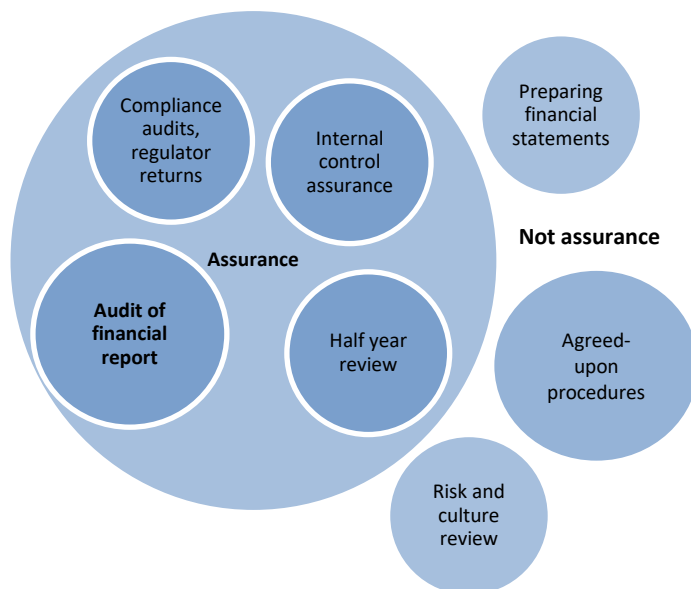 Compliance
audits,
regulator
returns
Internal
control
assurance
Preparing
financial
statements
Assurance
Not assurance
Audit of
financial
report
Half year
review
Agreed-
upon
procedures
Risk and
culture
review